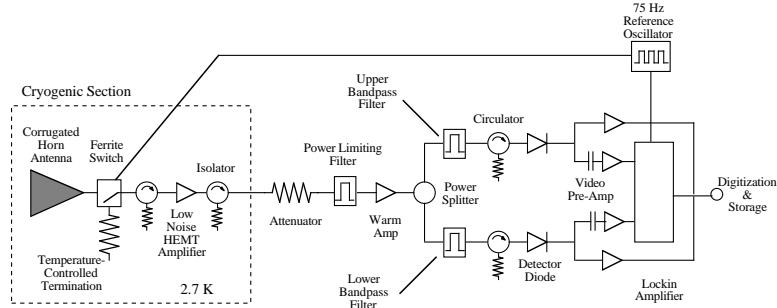 75 Hz
Reference
Oscillator
Cryogenic Section
Upper
Bandpass
Filter
Circulator
Corrugated
Horn
Antenna
Ferrite
Switch
Isolator
Power Limiting
Filter
Power
Splitter
Video
Pre-Amp
Digitization
&
Storage
Attenuator
Warm
Amp
Low
Noise
HEMT
Amplifier
Temperature-
Controlled
Termination
2.7 K
Lower
Bandpass
Filter
Detector
Diode
Lockin
Amplifier